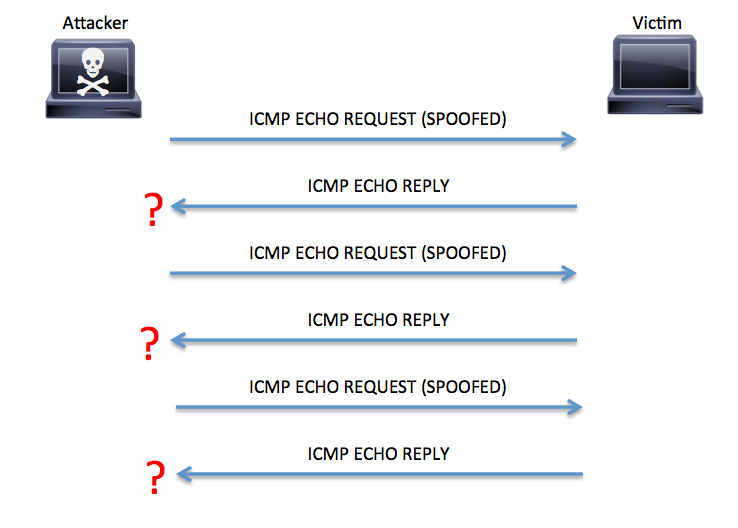 Attacker
Victim
ICMP ECHO REQUEST (SPOOFED)
ICMP ECHO REPLY
?
ICMP ECHO REQUEST (SPOOFED)
ICMP ECHO REPLY
?
ICMP ECHO REQUEST (SPOOFED)
ICMP ECHO REPLY
?